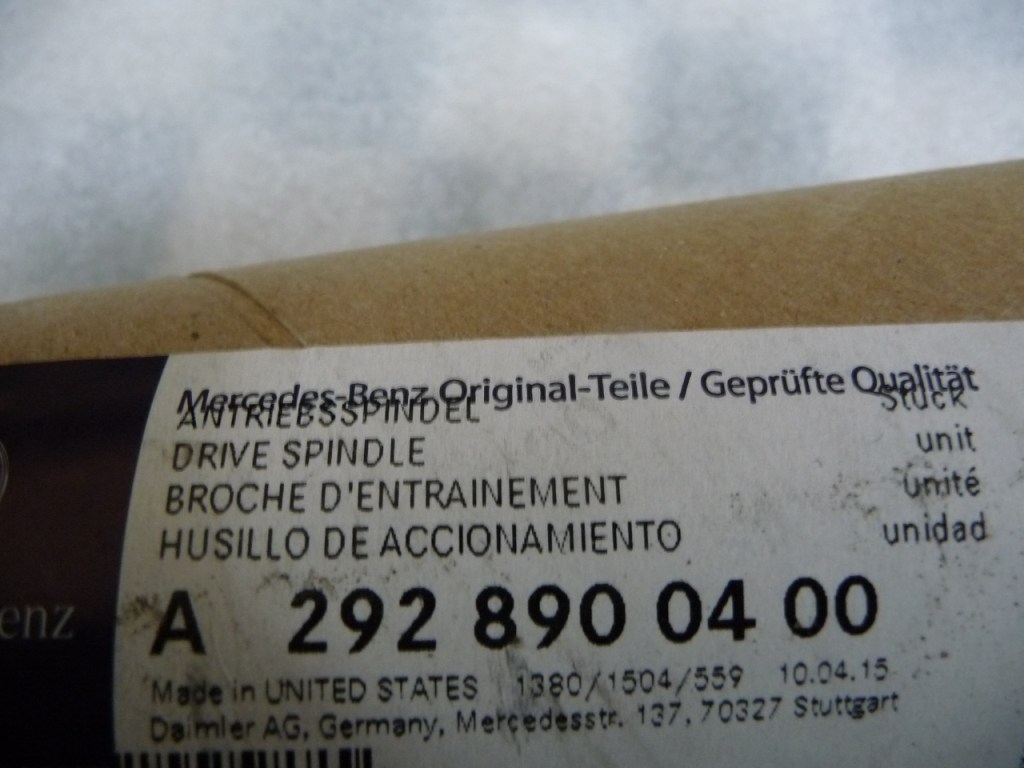 Mercedes-Benz Original-Teile / Geprüfte Qualität
ANTRIEBSSPINDEL Stück
DRIVE SPINDLE unit
BROCHE D'ENTRAINEMENT unité
HUSILLO DE ACCIONAMIENTO unidad
enz
A 292 890 04 00
Made in UNITED STATES 1380/1504/559 10.04.15
Daimler AG, Germany, Mercedesstr. 137, 70327 Stuttgart